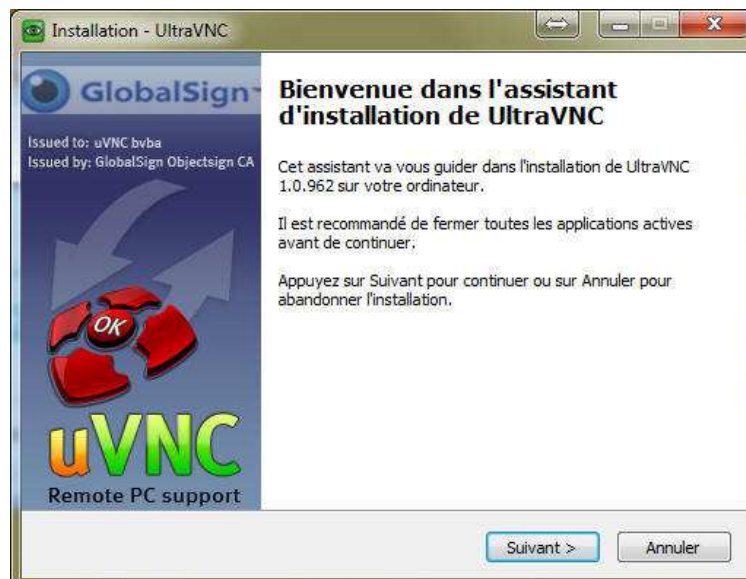 Installation - UltraVNC
GlobalSign
Issued to: uVNC bvba
Issued by: GlobalSign Objectsign CA
OK
uVNC
Remote PC support
Bienvenue dans l'assistant
d'installation de UltraVNC
Cet assistant va vous guider dans l'installation de UltraVNC
1.0.962 sur votre ordinateur.
Il est recommandé de fermer toutes les applications actives
avant de continuer.
Appuyez sur Suivant pour continuer ou sur Annuler pour
abandonner l'installation.
Suivant >
Annuler